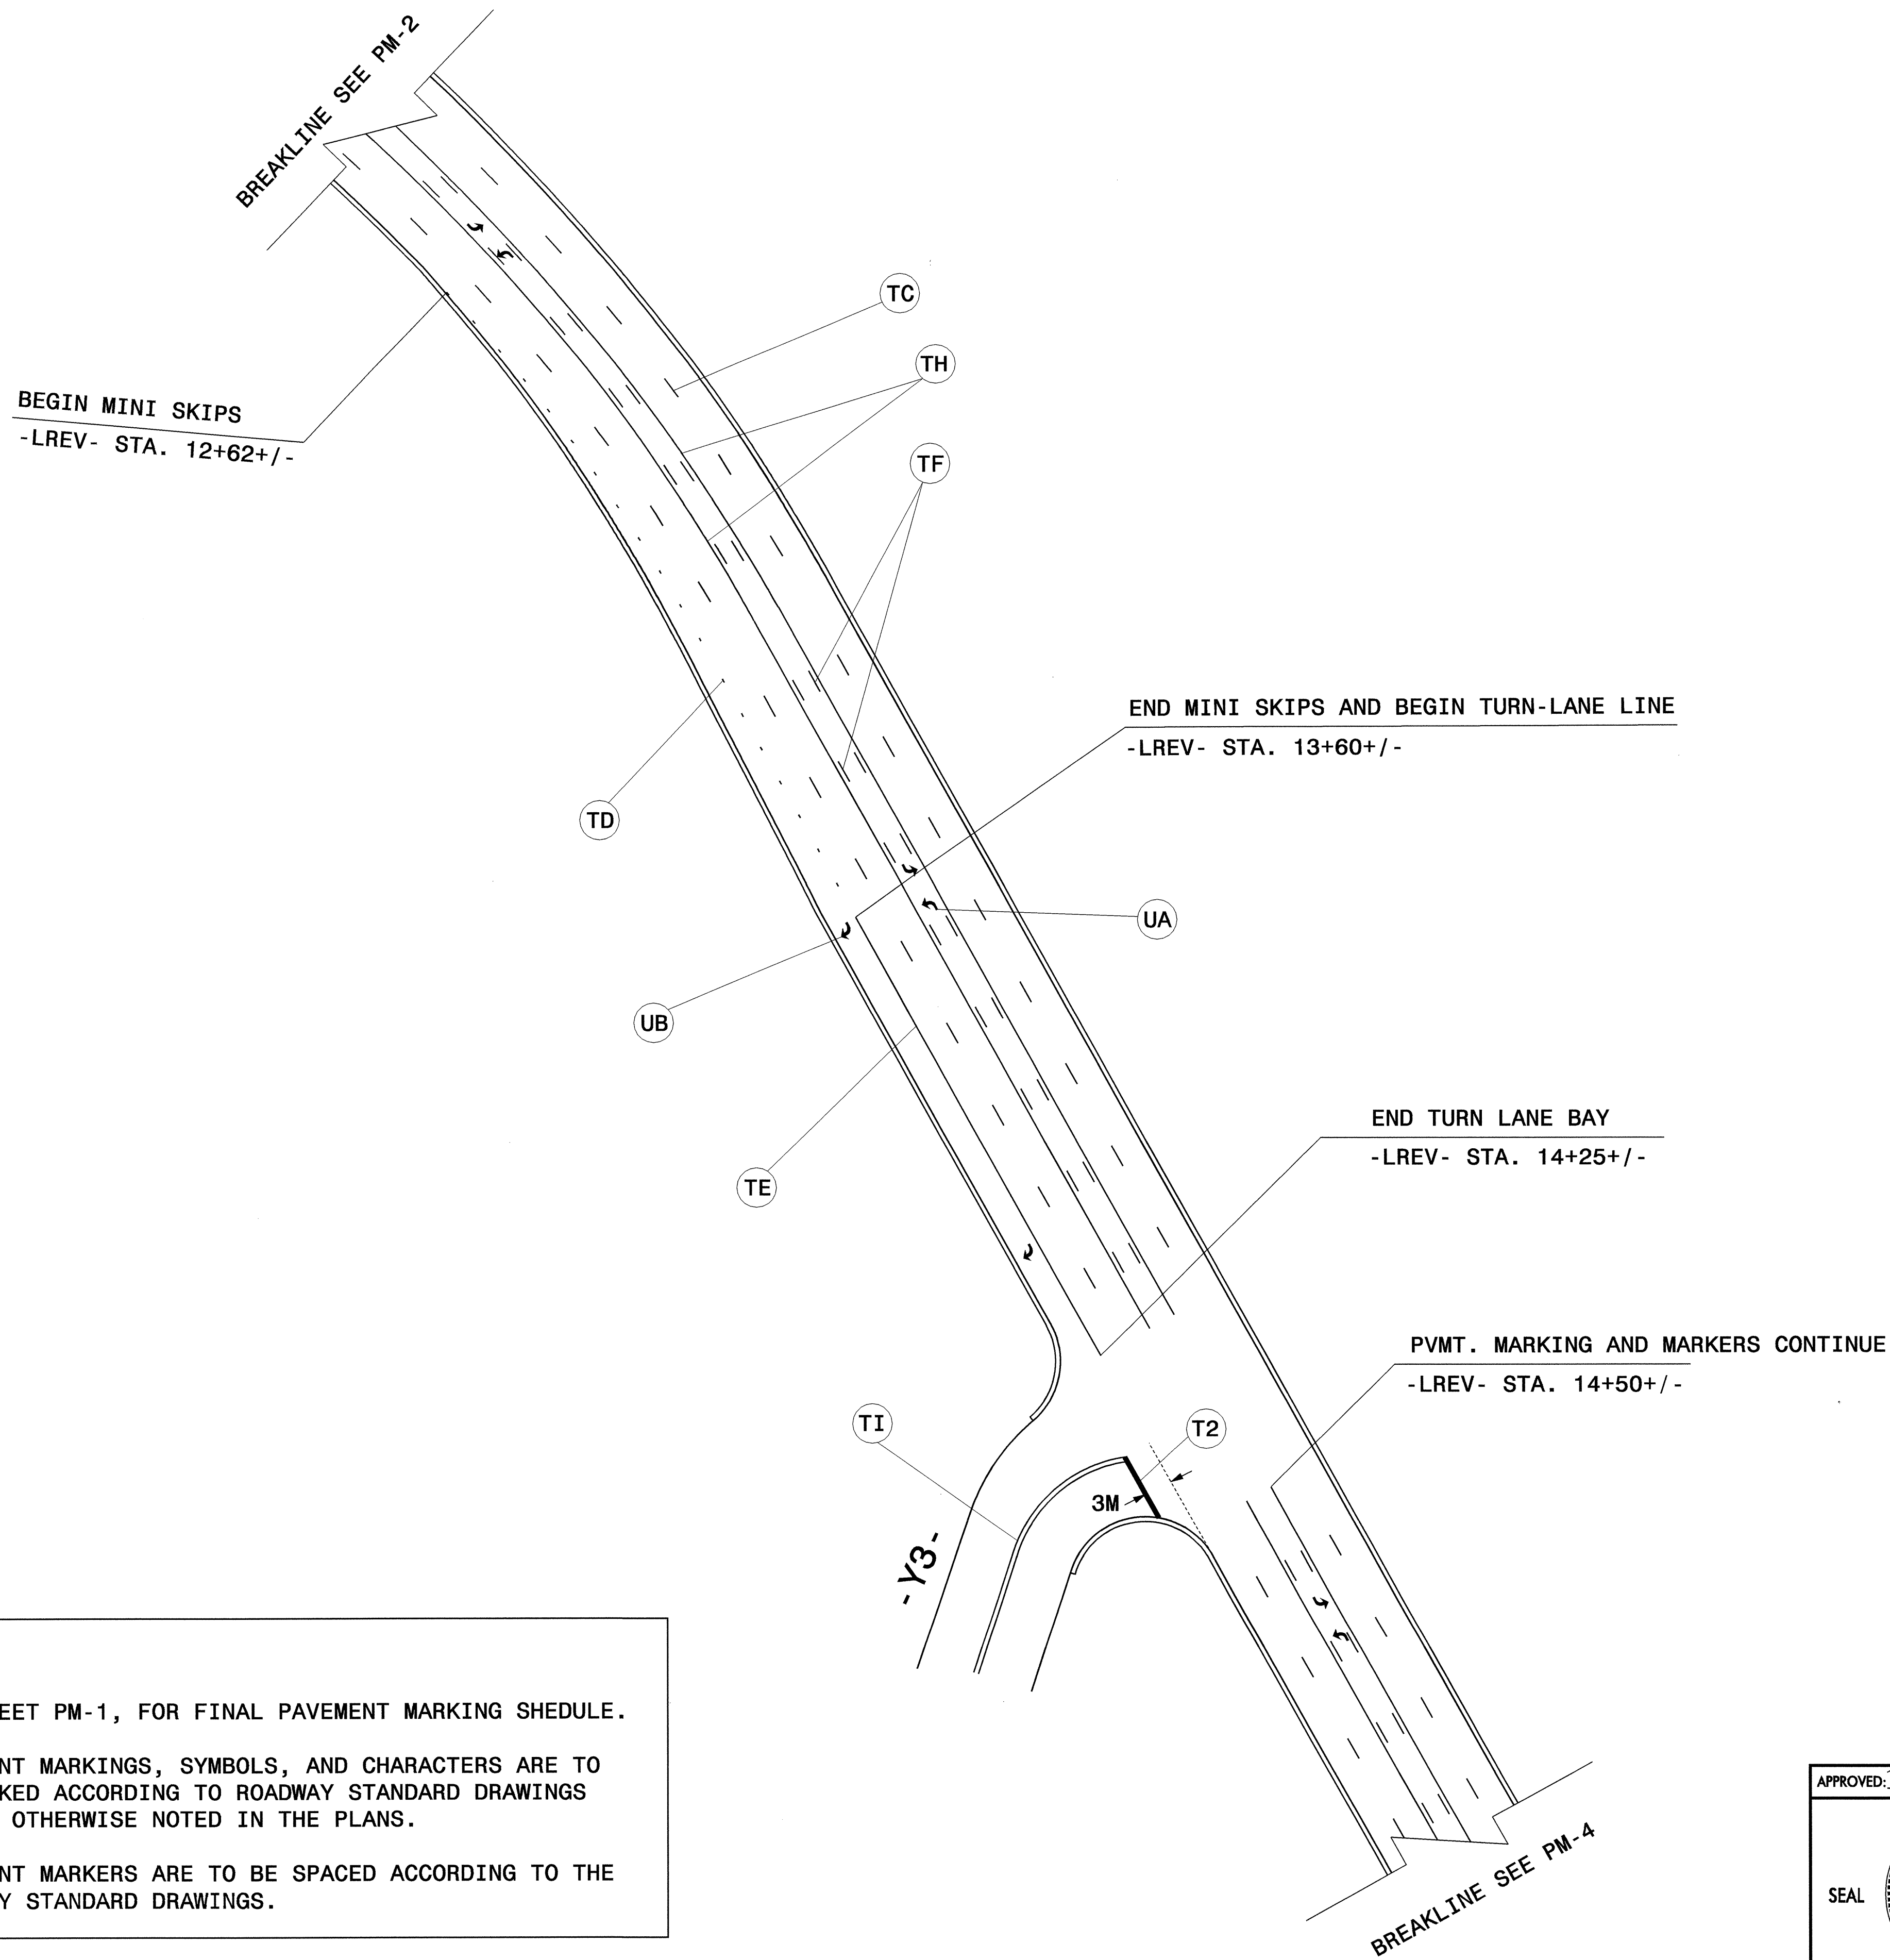 BREAKLINE SEE PM-2
TC
TH
BEGIN MINI SKIPS
-LREV- STA. 12+62+/-
TF
END MINI SKIPS AND BEGIN TURN-LANE LINE
-LREV- STA. 13+60+/-
TD
UA
UB
END TURN LANE BAY
-LREV- STA. 14+25+/-
TE
PVMT. MARKING AND MARKERS CONTINUE
-LREV- STA. 14+50+/-
TI
T2
3M
-Y3-
EET PM-1, FOR FINAL PAVEMENT MARKING SHEDULE.
NT MARKINGS, SYMBOLS, AND CHARACTERS ARE TO
KED ACCORDING TO ROADWAY STANDARD DRAWINGS
OTHERWISE NOTED IN THE PLANS.
NT MARKERS ARE TO BE SPACED ACCORDING TO THE
Y STANDARD DRAWINGS.
BREAKLINE SEE PM-4
APPROVED:
SEAL